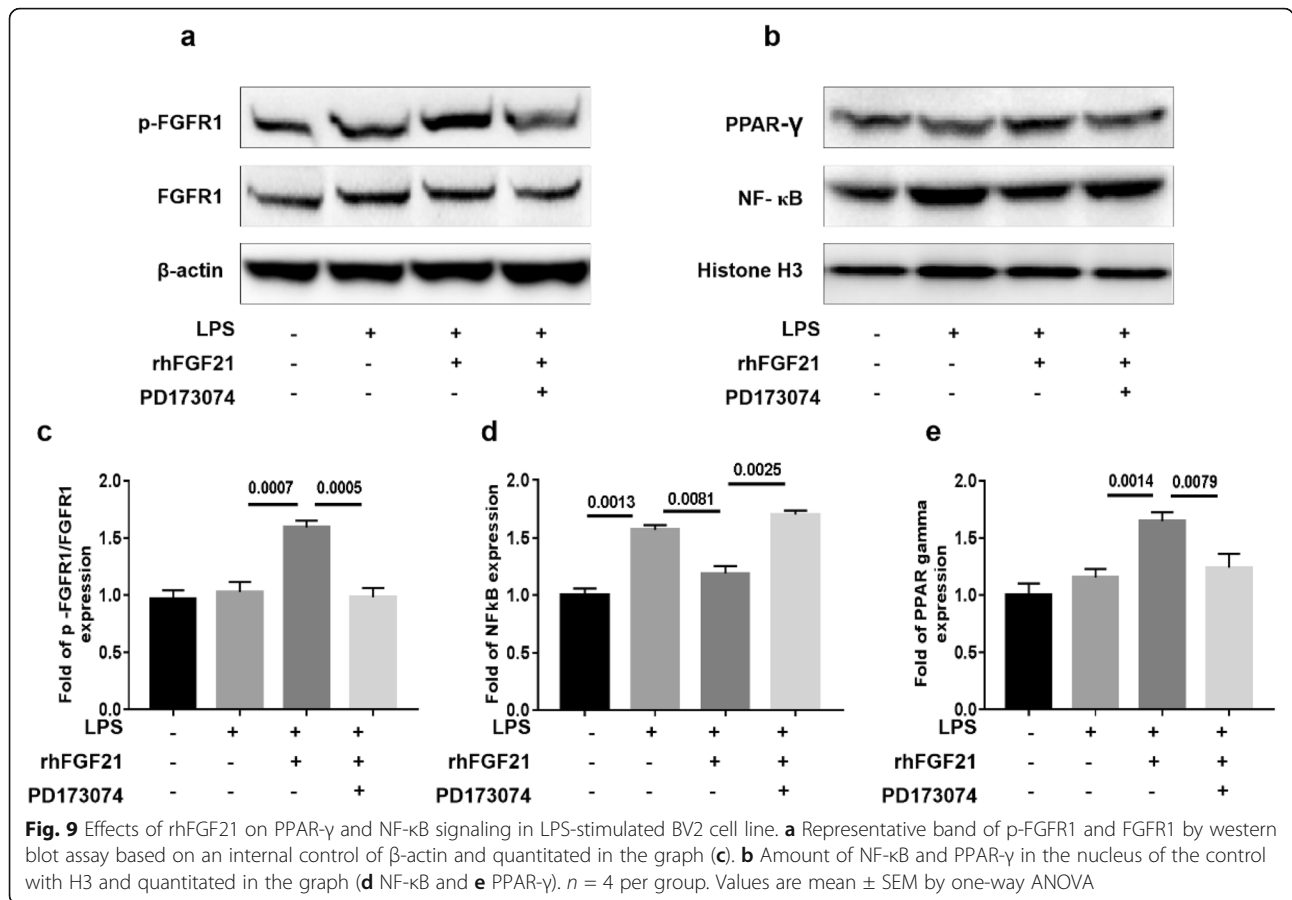 a
b
p-FGFR1
FGFR1
β-actin
LPS - + + +
rhFGF21 - - + +
PD173074 - - - +
PPAR-γ
NF- κB
Histone H3
LPS - + + +
rhFGF21 - - + +
PD173074 - - - +
c
Fold of p -FGFR1/FGFR1
expression
2.0
1.5
1.0
0.5
0.0
0.0007
0.0005
LPS - + + +
rhFGF21 - - + +
PD173074 - - - +
d
Fold of NFkB expression
2.0
1.5
1.0
0.5
0.0
0.0013
0.0081
0.0025
LPS - + + +
rhFGF21 - - + +
PD173074 - - - +
e
Fold of PPAR gamma
expression
2.0
1.5
1.0
0.5
0.0
0.0014
0.0079
LPS - + + +
rhFGF21 - - + +
PD173074 - - - +
Fig. 9 Effects of rhFGF21 on PPAR-γ and NF-κB signaling in LPS-stimulated BV2 cell line. a Representative band of p-FGFR1 and FGFR1 by western
blot assay based on an internal control of β-actin and quantitated in the graph (c). b Amount of NF-κB and PPAR-γ in the nucleus of the control
with H3 and quantitated in the graph (d NF-κB and e PPAR-γ). n = 4 per group. Values are mean ± SEM by one-way ANOVA